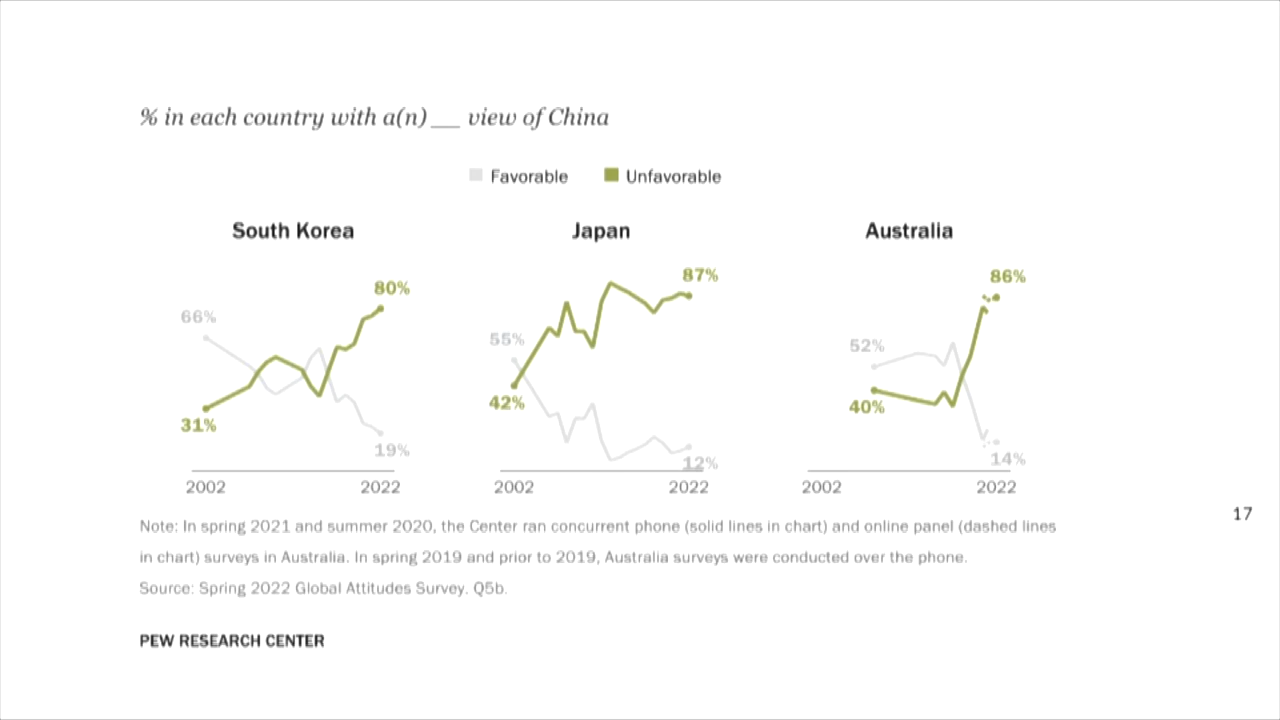 % in each country with a(n) __ view of China
Favorable Unfavorable
South Korea Japan Australia
66% 80% 31% 19%
55% 87% 42% 12%
52% 86% 40% 14%
2002 2022 2002 2022 2002 2022
17
Note: In spring 2021 and summer 2020, the Center ran concurrent phone (solid lines in chart) and online panel (dashed lines
in chart) surveys in Australia. In spring 2019 and prior to 2019, Australia surveys were conducted over the phone.
Source: Spring 2022 Global Attitudes Survey. Q5b.
PEW RESEARCH CENTER